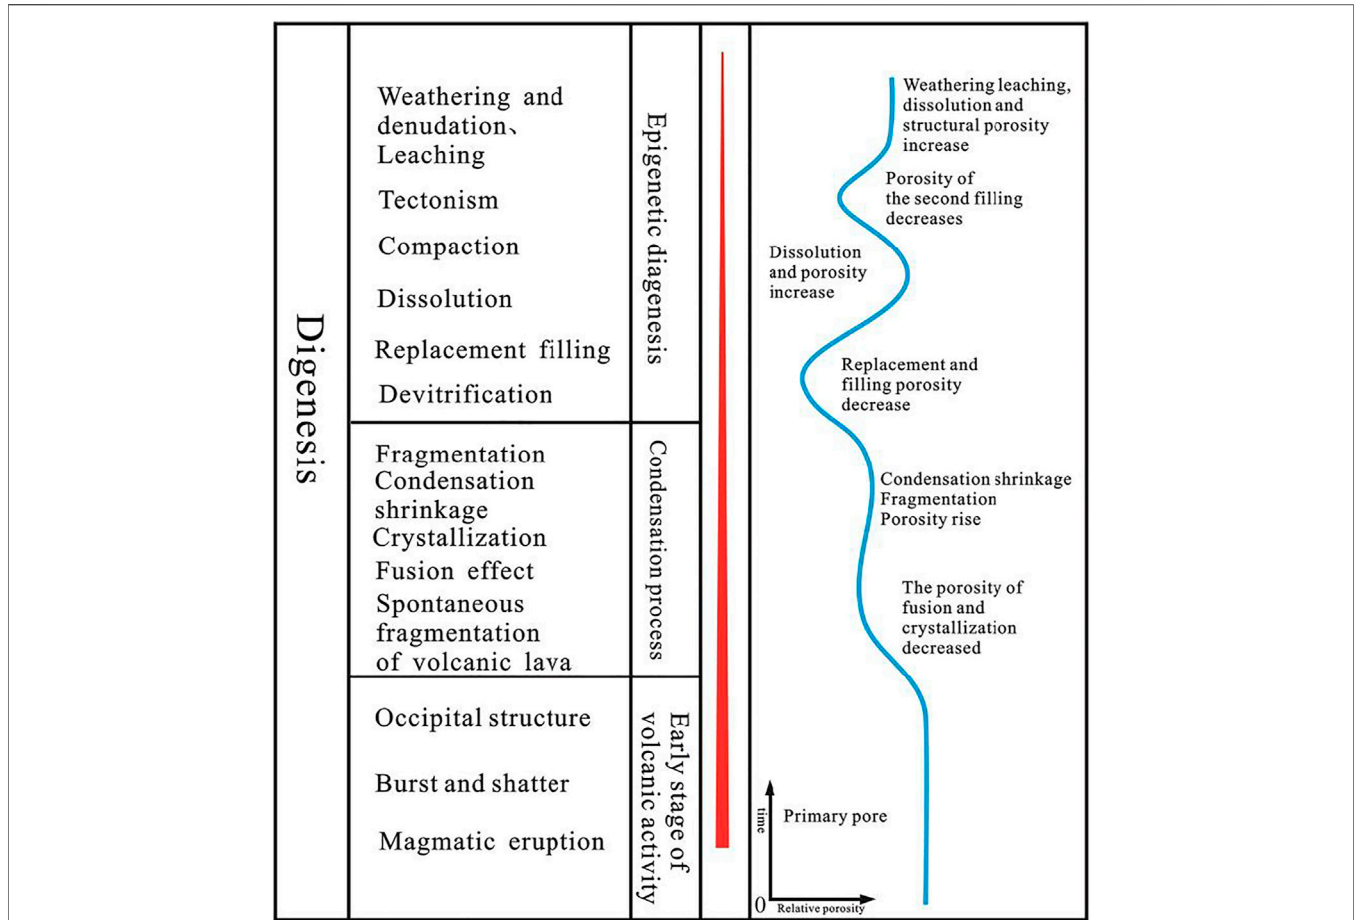 Digenesis
Weathering and
denudation、
Leaching
Tectonism
Compaction
Dissolution
Replacement filling
Devitrification
Epigenetic diagenesis
Fragmentation
Condensation
shrinkage
Crystallization
Fusion effect
Spontaneous
fragmentation
of volcanic lava
Condensation process
Occipital structure
Burst and shatter
Magmatic eruption
Early stage of
volcanic activity
Weathering leaching,
dissolution and
structural porosity
increase
Porosity of
the second filling
decreases
Dissolution
and porosity
increase
Replacement and
filling porosity
decrease
Condensation shrinkage
Fragmentation
Porosity rise
The porosity of
fusion and
crystallization
decreased
time
Primary pore
0
Relative porosity